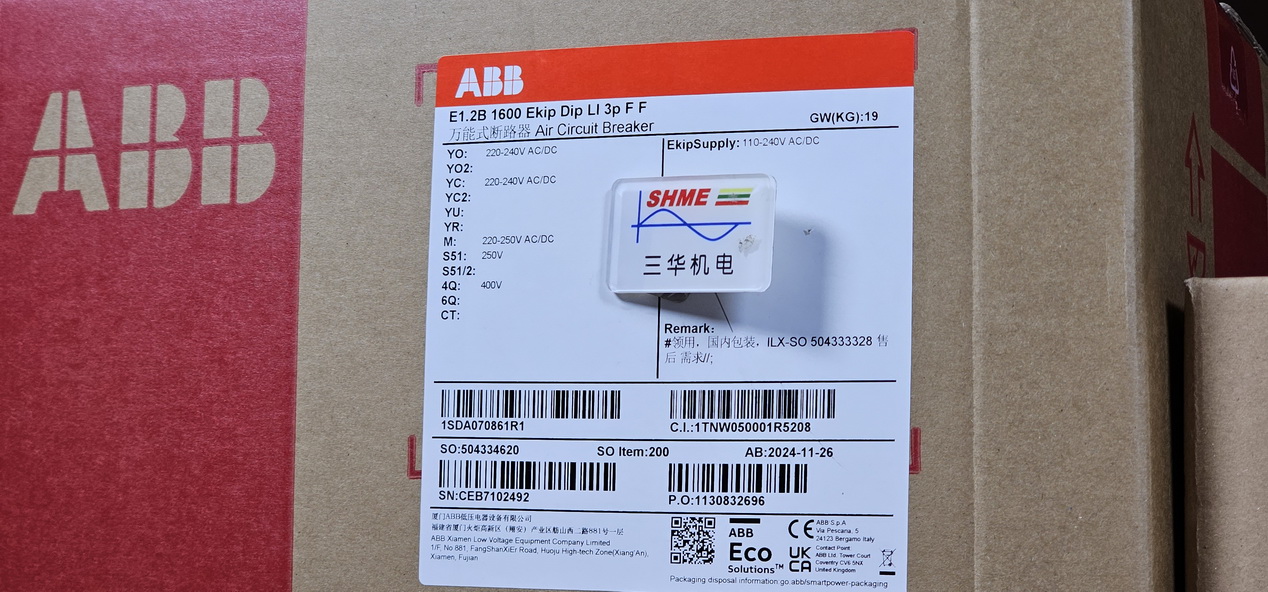 ABB
ABB
E1.2B 1600 Ekip Dip LI 3p F F
万能式断路器 Air Circuit Breaker
GW(KG):19
YO: 220-240V AC/DC
YO2:
YC: 220-240V AC/DC
YC2:
YU:
YR:
M: 220-250V AC/DC
S51: 250V
S51/2:
4Q: 400V
6Q:
CT:
EkipSupply: 110-240V AC/DC
SHME
三华机电
Remark:
#领用，国内包装，ILX-SO 504333328 售
后 需求//;
1SDA070861R1
C.I.:1TNW050001R5208
SO:504334620
SO Item:200
AB:2024-11-26
SN:CEB7102492
P.O:1130832696
厦门ABB低压电器设备有限公司
福建省厦门火炬高新区（翔安）产业区舫山西二路881号一层
ABB Xiamen Low Voltage Equipment Company Limited
1/F, No 881, FangShanXiEr Road, Huoju High-tech Zone(Xiang'An),
Xiamen, Fujian
ABB
Eco
Solutions™
CE
UK
CA
ABB S.p.A
Via Pescaria, 5
24123 Bergamo Italy
Contact Point
ABB Ltd. Tower Court
Coventry CV6 5NX
United Kingdom
Packaging disposal information:go.abb/smartpower-packaging